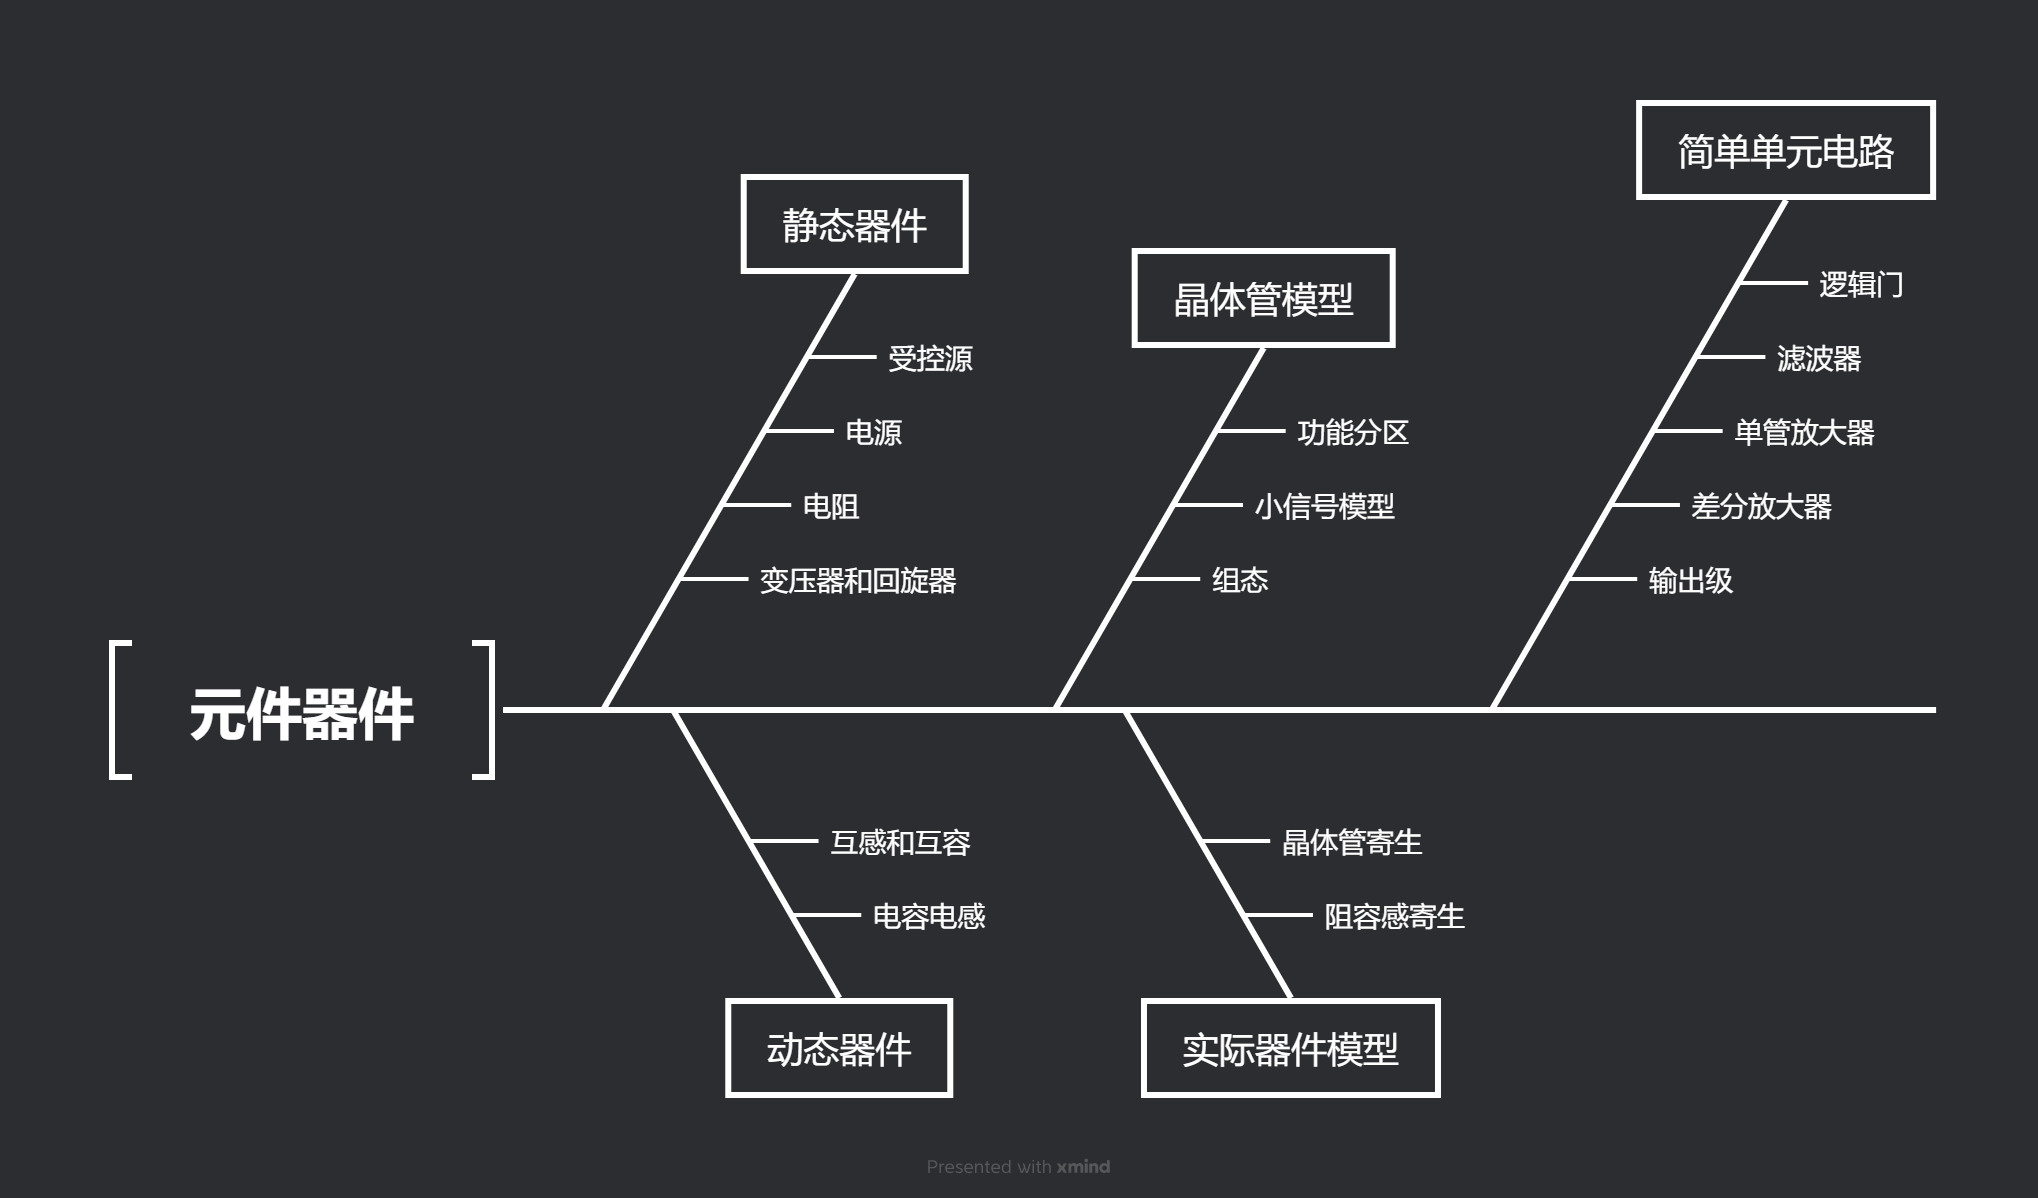 元件器件
静态器件
受控源
电源
电阻
变压器和回旋器
动态器件
互感和互容
电容电感
晶体管模型
功能分区
小信号模型
组态
实际器件模型
晶体管寄生
阻容感寄生
简单单元电路
逻辑门
滤波器
单管放大器
差分放大器
输出级
Presented with xmind